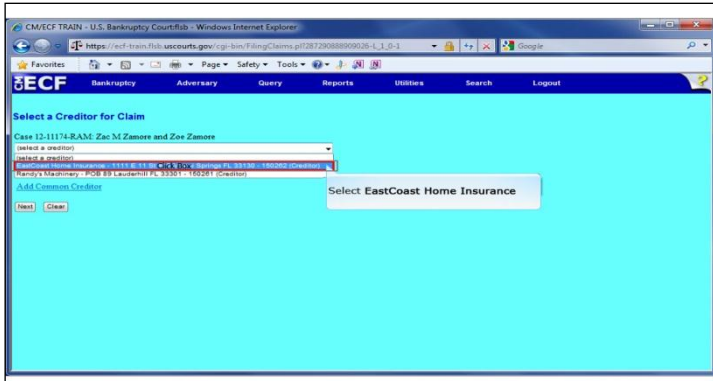 CM/ECF TRAIN - U.S. Bankruptcy Court:flsb - Windows Internet Explorer
https://ecf-train.flsb.uscourts.gov/cgi-bin/FilingClaims.pl?287290888909026-L_1_0-1
Google
Favorites Page Safety Tools
ECF Bankruptcy Adversary Query Reports Utilities Search Logout
Select a Creditor for Claim
Case 12-11174-RAM: Zac M Zamore and Zoe Zamore
(select a creditor)
(select a creditor)
EastCoast Home Insurance - 1111 E 11 Click Box Springs FL 33130 - 150262 (Creditor)
Randy's Machinery - POB 89 Lauderhill FL 33301 - 150261 (Creditor)
Add Common Creditor
Select EastCoast Home Insurance
Next Clear